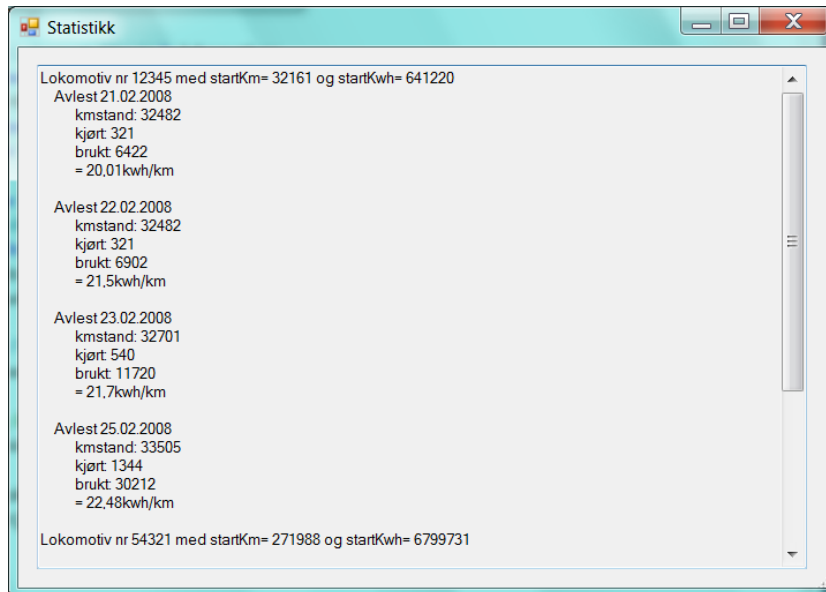 Statistikk
Lokomotiv nr 12345 med startKm= 32161 og startKwh= 641220
Avlest 21.02.2008
kmstand: 32482
kjørt: 321
brukt: 6422
= 20,01kwh/km
Avlest 22.02.2008
kmstand: 32482
kjørt: 321
brukt: 6902
= 21,5kwh/km
Avlest 23.02.2008
kmstand: 32701
kjørt: 540
brukt: 11720
= 21,7kwh/km
Avlest 25.02.2008
kmstand: 33505
kjørt: 1344
brukt: 30212
= 22,48kwh/km
Lokomotiv nr 54321 med startKm= 271988 og startKwh= 6799731